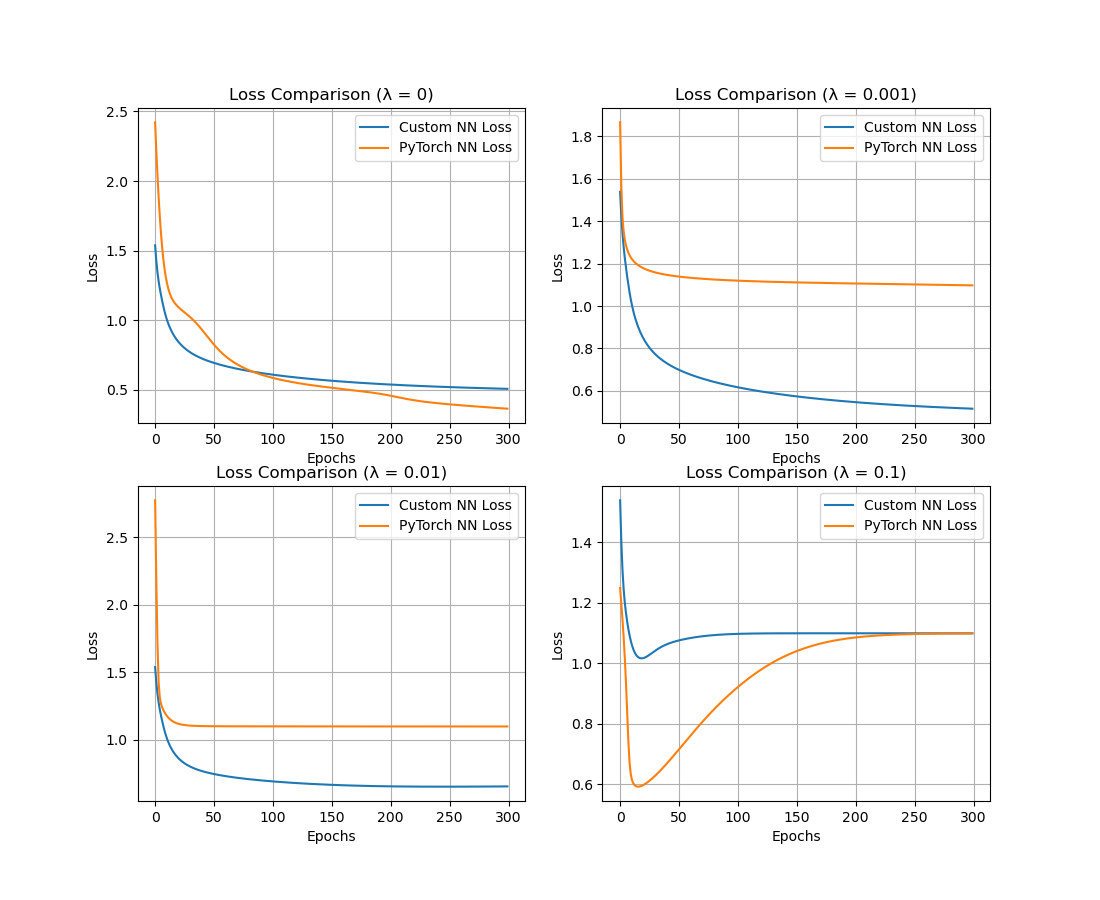 Loss Comparison (λ = 0)
2.5
2.0
1.5
1.0
0.5
Loss
0 50 100 150 200 250 300
Epochs
Custom NN Loss
PyTorch NN Loss
Loss Comparison (λ = 0.001)
1.8
1.6
1.4
1.2
1.0
0.8
0.6
Loss
0 50 100 150 200 250 300
Epochs
Custom NN Loss
PyTorch NN Loss
Loss Comparison (λ = 0.01)
2.5
2.0
1.5
1.0
Loss
0 50 100 150 200 250 300
Epochs
Custom NN Loss
PyTorch NN Loss
Loss Comparison (λ = 0.1)
1.4
1.2
1.0
0.8
0.6
Loss
0 50 100 150 200 250 300
Epochs
Custom NN Loss
PyTorch NN Loss